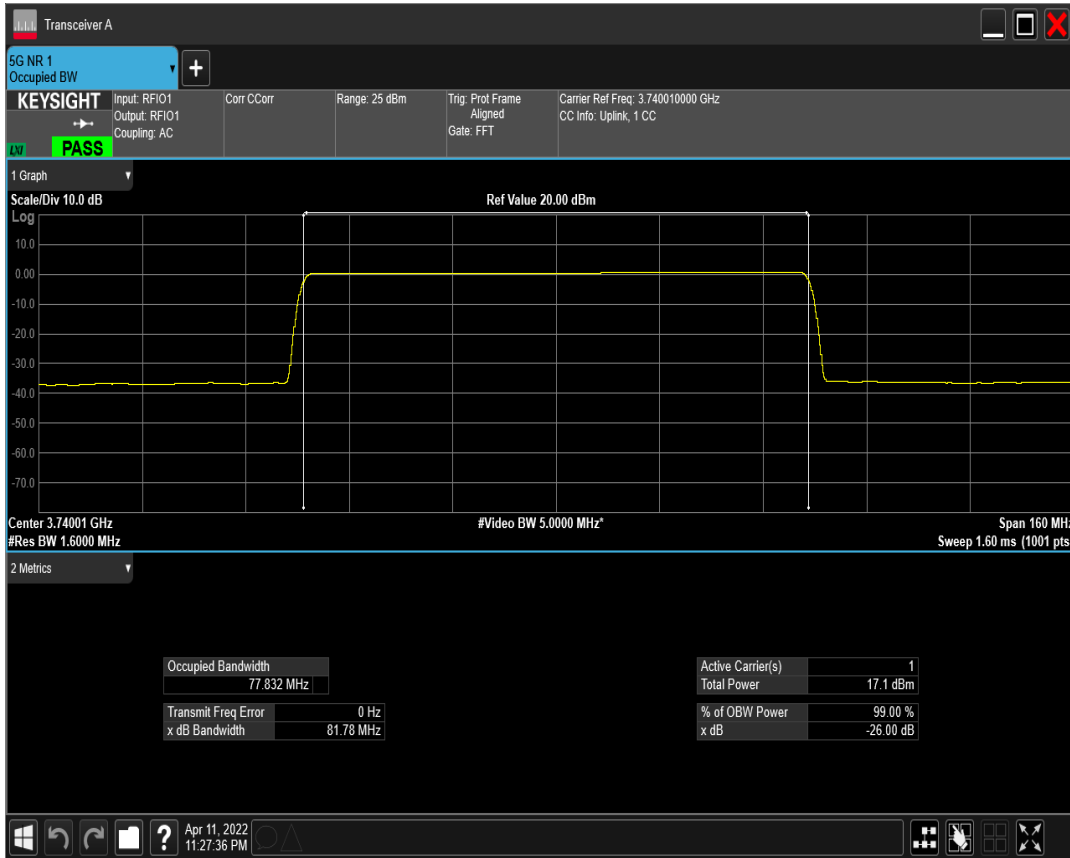 Transceiver A
5G NR 1
Occupied BW
+
KEYSIGHT
Input: RFIO1
Output: RFIO1
Coupling: AC
Corr CCorr
Range: 25 dBm
Trig: Prot Frame
Aligned
Gate: FFT
Carrier Ref Freq: 3.740010000 GHz
CC Info: Uplink, 1 CC
LXI
PASS
1 Graph
Scale/Div 10.0 dB
Ref Value 20.00 dBm
Log
10.0
0.00
-10.0
-20.0
-30.0
-40.0
-50.0
-60.0
-70.0
Center 3.74001 GHz
#Video BW 5.0000 MHz*
Span 160 MHz
#Res BW 1.6000 MHz
Sweep 1.60 ms (1001 pts
2 Metrics
Occupied Bandwidth
77.832 MHz
Transmit Freq Error 0 Hz
x dB Bandwidth 81.78 MHz
Active Carrier(s) 1
Total Power 17.1 dBm
% of OBW Power 99.00 %
x dB -26.00 dB
?
Apr 11, 2022
11:27:36 PM